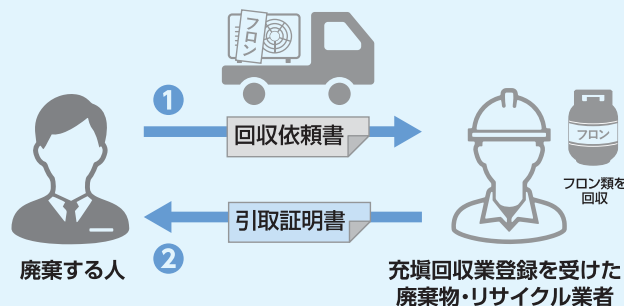 フロン
1
回収依頼書
フロン
フロン類を
回収
引取証明書
2
廃棄する人
充塡回収業登録を受けた
廃棄物・リサイクル業者